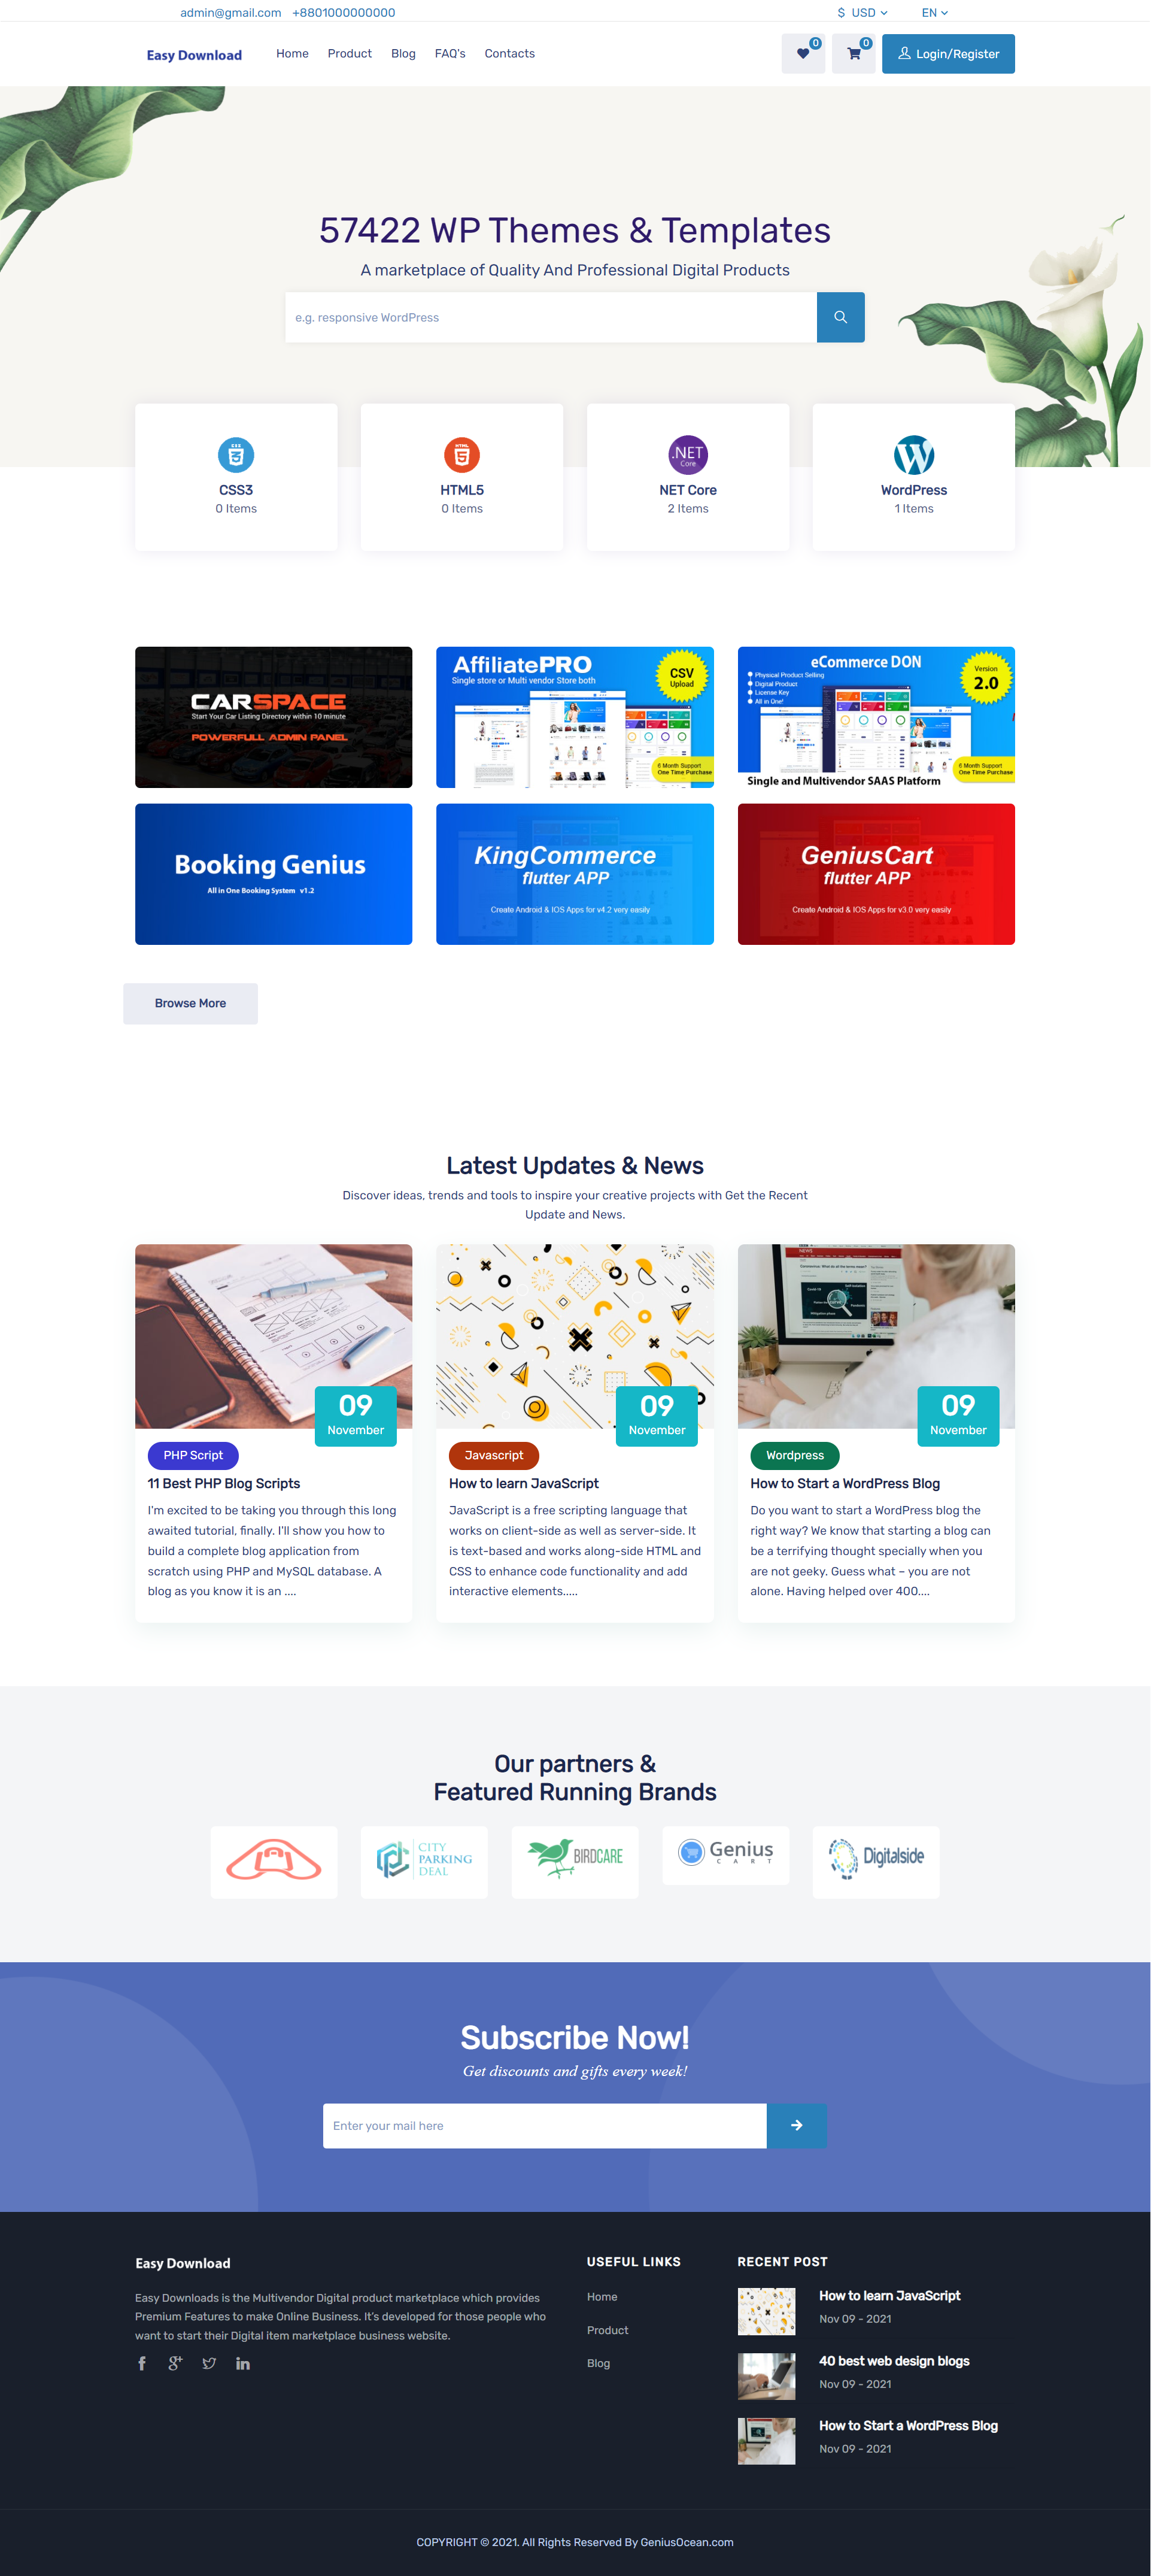 admin@gmail.com +8801000000000
$ USD
EN
Easy Download
Home Product Blog FAQ's Contacts
0
0
Login/Register
57422 WP Themes & Templates
A marketplace of Quality And Professional Digital Products
e.g. responsive WordPress
CSS3
0 Items
HTML5
0 Items
.NET
Core
NET Core
2 Items
WordPress
1 Items
CARSPACE
Start Your Car Listing Directory within 10 minute
POWERFULL ADMIN PANEL
AffiliatePRO
Single store or Multi vendor Store both
CSV
Upload
6 Month Support
One Time Purchase
eCommerce DON
Physical Product Selling
Digital Product
License Key
All in One!
Version
2.0
6 Month Support
One Time Purchase
Single and Multivendor SAAS Platform
Booking Genius
All in One Booking System v1.2
KingCommerce
flutter APP
Create Android & IOS Apps for v4.2 very easily
GeniusCart
flutter APP
Create Android & IOS Apps for v3.0 very easily
Browse More
Latest Updates & News
Discover ideas, trends and tools to inspire your creative projects with Get the Recent
Update and News.
09
November
PHP Script
11 Best PHP Blog Scripts
I'm excited to be taking you through this long
awaited tutorial, finally. I'll show you how to
build a complete blog application from
scratch using PHP and MySQL database. A
blog as you know it is an ....
09
November
Javascript
How to learn JavaScript
JavaScript is a free scripting language that
works on client-side as well as server-side. It
is text-based and works along-side HTML and
CSS to enhance code functionality and add
interactive elements.....
NEWS
09
November
Wordpress
How to Start a WordPress Blog
Do you want to start a WordPress blog the
right way? We know that starting a blog can
be a terrifying thought specially when you
are not geeky. Guess what – you are not
alone. Having helped over 400....
Our partners &
Featured Running Brands
CITY
PARKING
DEAL
BIRDCARE
Genius
CART
Digitalside
Subscribe Now!
Get discounts and gifts every week!
Enter your mail here
Easy Download
Easy Downloads is the Multivendor Digital product marketplace which provides
Premium Features to make Online Business. It's developed for those people who
want to start their Digital item marketplace business website.
USEFUL LINKS
Home
Product
Blog
RECENT POST
How to learn JavaScript
Nov 09 - 2021
40 best web design blogs
Nov 09 - 2021
How to Start a WordPress Blog
Nov 09 - 2021
COPYRIGHT © 2021. All Rights Reserved By GeniusOcean.com